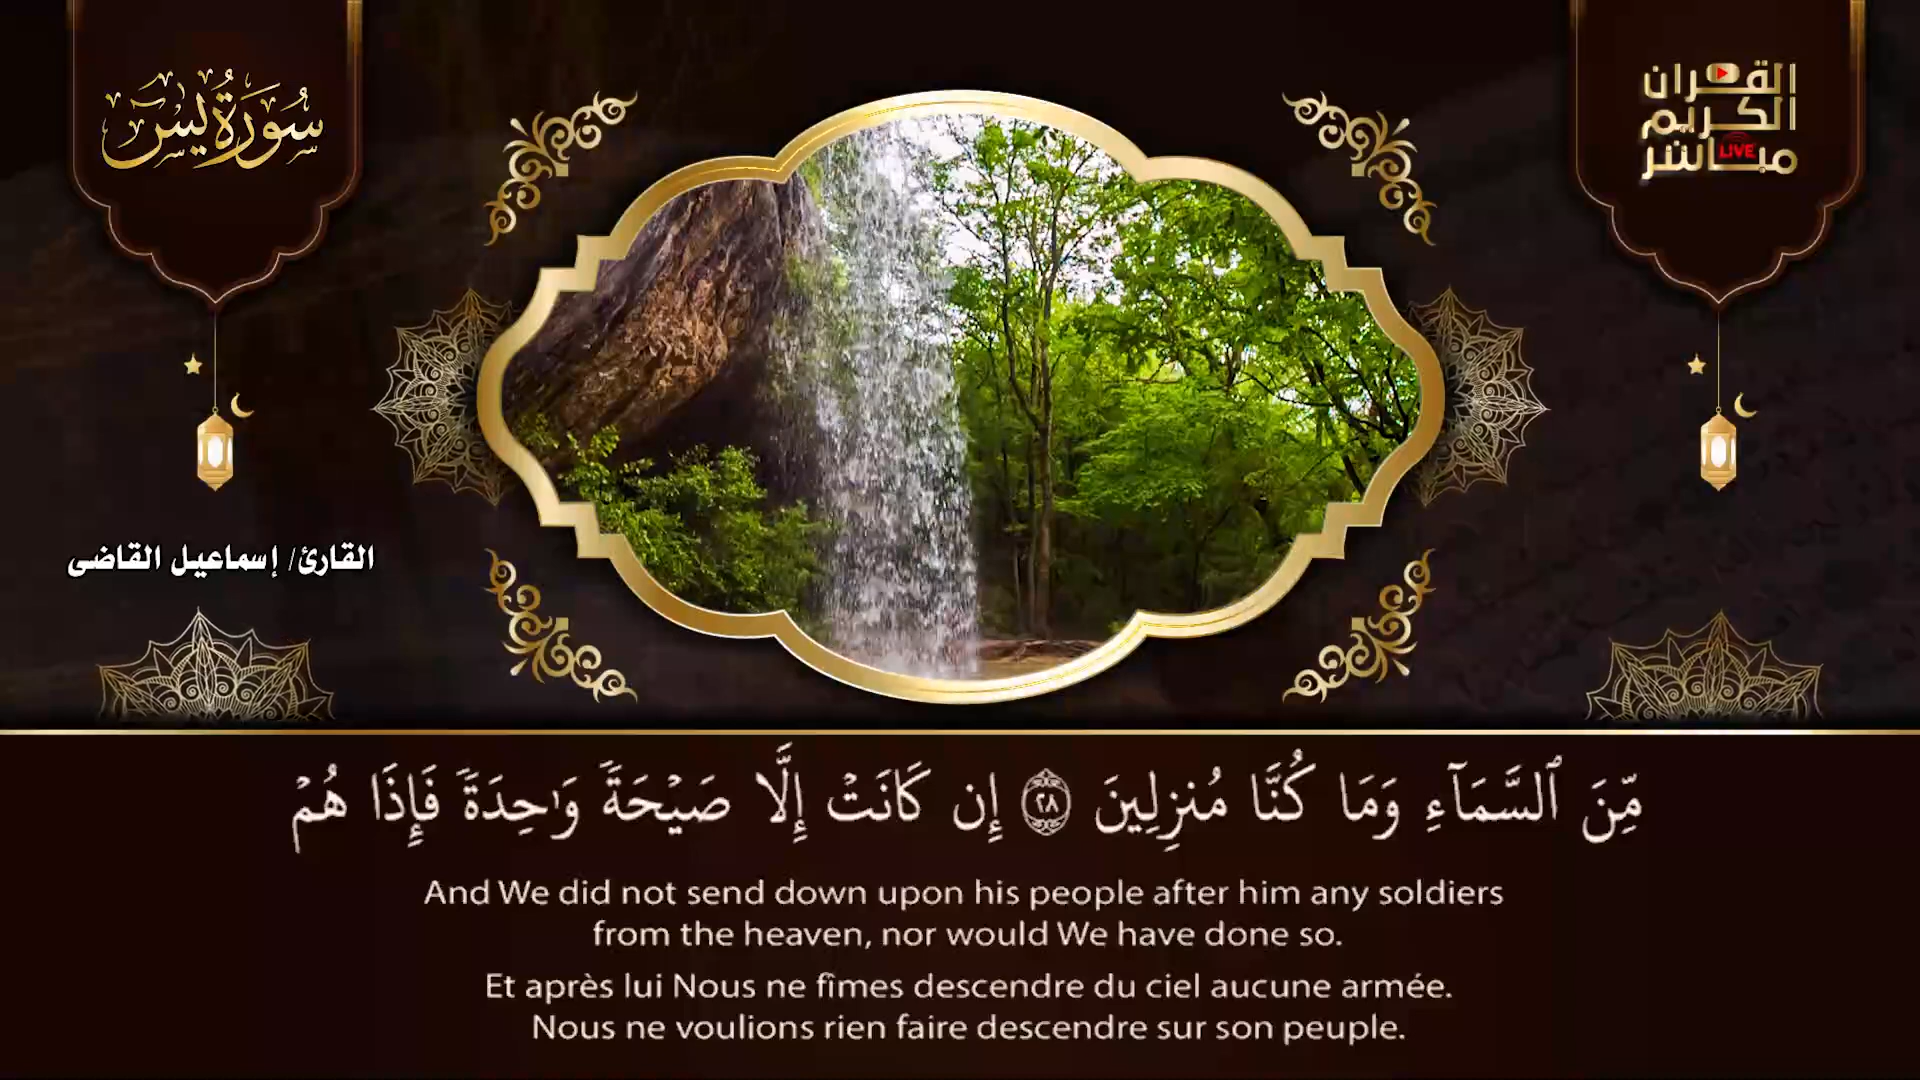 سُورَةُ يسٓ
القرآن
الكريم
مباشر
LIVE
القارئ/ إسماعيل القاضى
مِّنَ ٱلسَّمَآءِ وَمَا كُنَّا مُنزِلِينَ ٢٨ إِن كَانَتْ إِلَّا صَيْحَةً وَٰحِدَةً فَإِذَا هُمْ
And We did not send down upon his people after him any soldiers
from the heaven, nor would We have done so.
Et après lui Nous ne fîmes descendre du ciel aucune armée.
Nous ne voulions rien faire descendre sur son peuple.